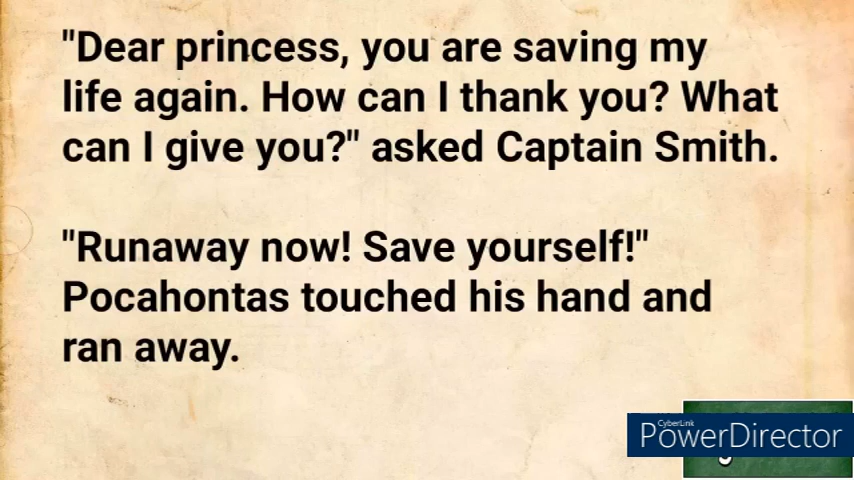 "Dear princess, you are saving my
life again. How can I thank you? What
can I give you?" asked Captain Smith.
"Runaway now! Save yourself!"
Pocahontas touched his hand and
ran away.
CyberLink
PowerDirector